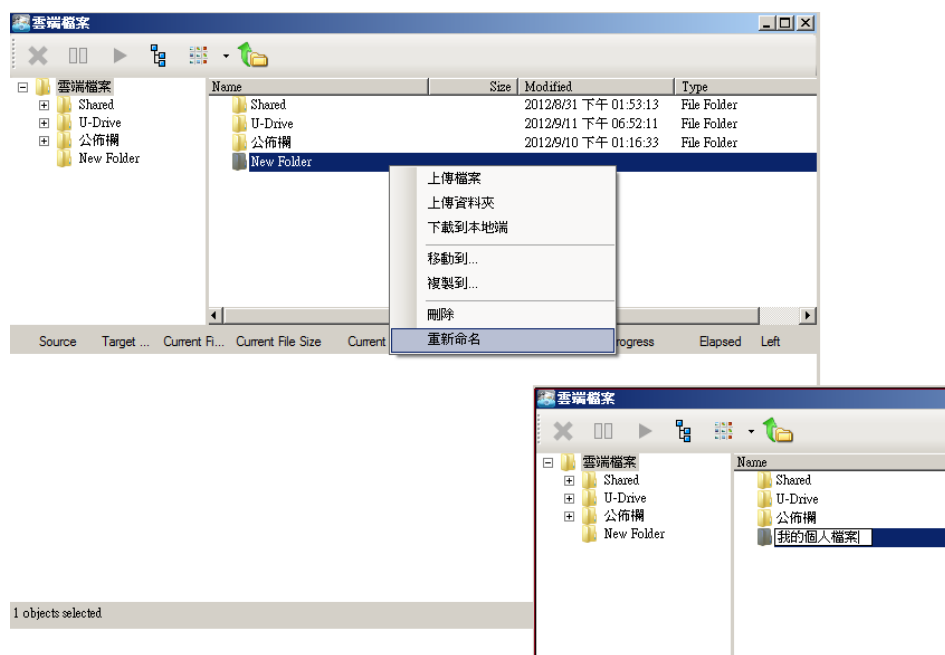 雲端檔案
雲端檔案
Shared
U-Drive
公佈欄
New Folder
Name Size Modified Type
Shared 2012/8/31 下午 01:53:13 File Folder
U-Drive 2012/9/11 下午 06:52:11 File Folder
公佈欄 2012/9/10 下午 01:16:33 File Folder
New Folder
上傳檔案
上傳資料夾
下載到本地端
移動到...
複製到...
刪除
重新命名
Source Target ... Current Fi... Current File Size Current rogress Elapsed Left
1 objects selected
雲端檔案
雲端檔案
Shared
U-Drive
公佈欄
New Folder
Name
Shared
U-Drive
公佈欄
我的個人檔案